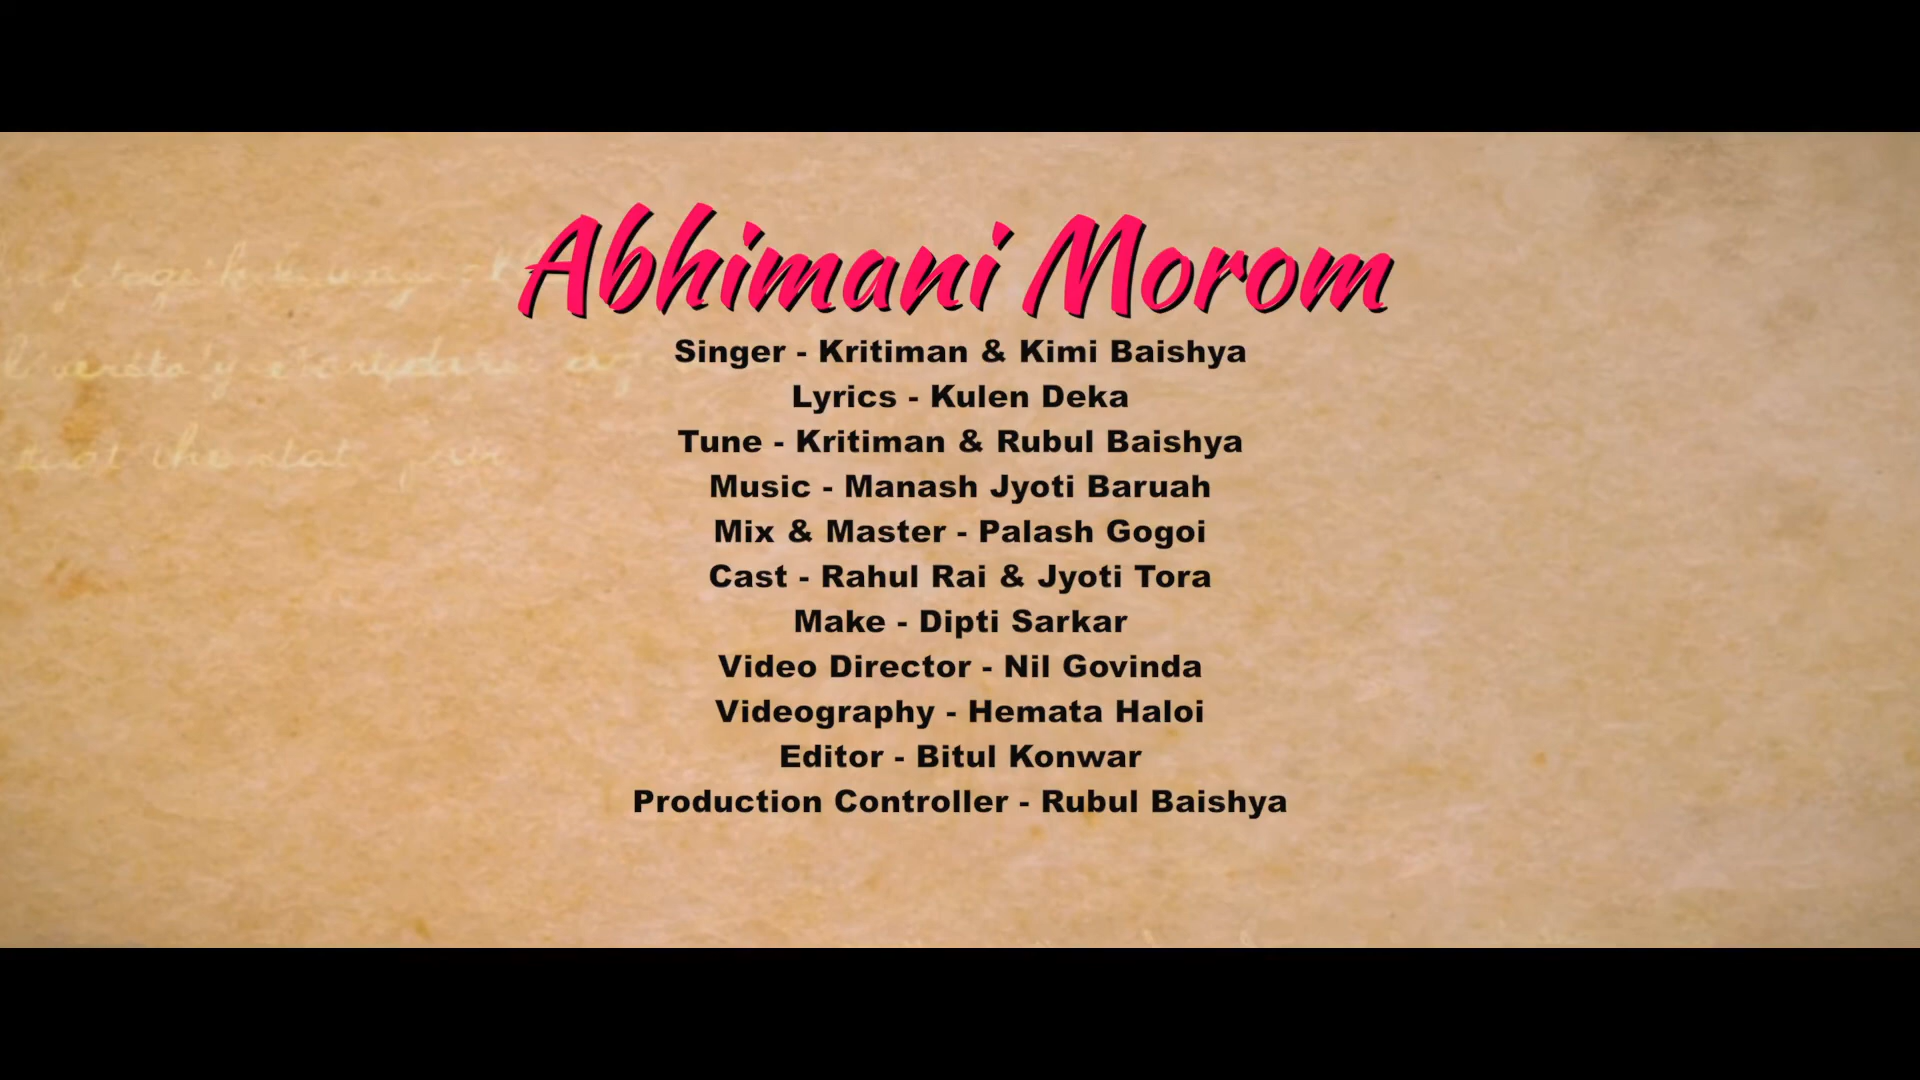 Abhimani Morom
Singer - Kritiman & Kimi Baishya
Lyrics - Kulen Deka
Tune - Kritiman & Rubul Baishya
Music - Manash Jyoti Baruah
Mix & Master - Palash Gogoi
Cast - Rahul Rai & Jyoti Tora
Make - Dipti Sarkar
Video Director - Nil Govinda
Videography - Hemata Haloi
Editor - Bitul Konwar
Production Controller - Rubul Baishya